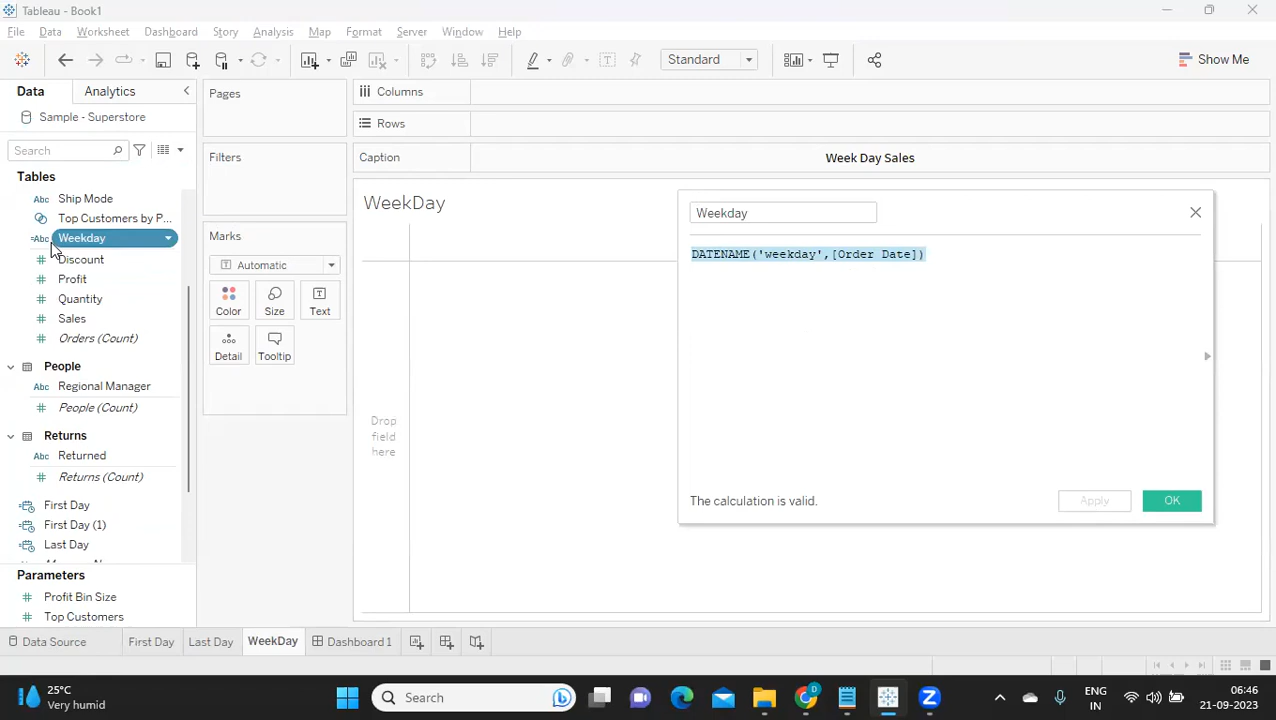 Tableau - Book1
File Data Worksheet Dashboard Story Analysis Map Format Server Window Help
Standard
Show Me
Data Analytics
Pages
Columns
Sample - Superstore
Rows
Search
Filters
Caption
Week Day Sales
Tables
Abc Ship Mode
Top Customers by P...
=Abc Weekday
Discount
Profit
Quantity
Sales
Orders (Count)
People
Abc Regional Manager
People (Count)
Returns
Abc Returned
Returns (Count)
First Day
First Day (1)
Last Day
Parameters
Profit Bin Size
Top Customers
Marks
Automatic
Color Size Text
Detail Tooltip
WeekDay
Drop
field
here
Weekday
DATENAME('weekday',[Order Date])
The calculation is valid.
Apply OK
Data Source First Day Last Day WeekDay Dashboard 1
25°C
Very humid
Search
ENG
IN
06:46
21-09-2023